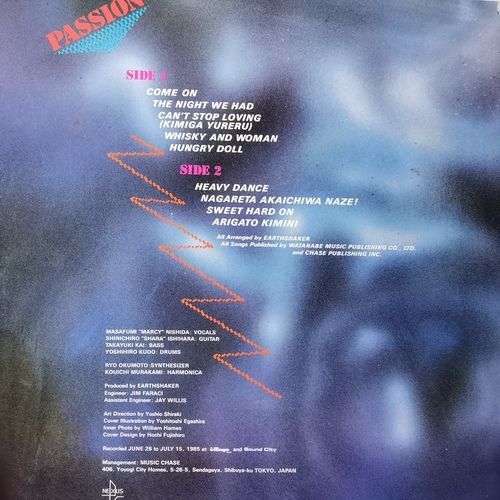 PASSION
SIDE 1
COME ON
THE NIGHT WE HAD
CAN'T STOP LOVING
(KIMIGA YURERU)
WHISKY AND WOMAN
HUNGRY DOLL
SIDE 2
HEAVY DANCE
NAGARETA AKAICHIWA NAZE!
SWEET HARD ON
ARIGATO KIMINI
All Arranged by EARTHSHAKER
All Songs Published by WATANABE MUSIC PUBLISHING CO., LTD.
and CHASE PUBLISHING INC.
MASAFUMI "MARCY" NISHIDA: VOCALS
SHINICHIRO "SHARA" ISHIHARA: GUITAR
TAKAYUKI KAI: BASS
YOSHIHIRO KUDO: DRUMS
RYO OKUMOTO: SYNTHESIZER
KOUICHI MURAKAMI: HARMONICA
Produced by EARTHSHAKER
Engineer: JIM FARACI
Assistant Engineer: JAY WILLIS
Art Direction by Yoshio Shiraki
Cover Illustration by Yoshitoshi Egashira
Inner Photo by William Hames
Cover Design by Hochi Fujishiro
Recorded JUNE 26 to JULY 15, 1985 at village and Sound City
Management: MUSIC CHASE
406, Yoyogi City Homes, 5-26-5, Sendagaya, Shibuya-ku TOKYO, JAPAN
NEXUS